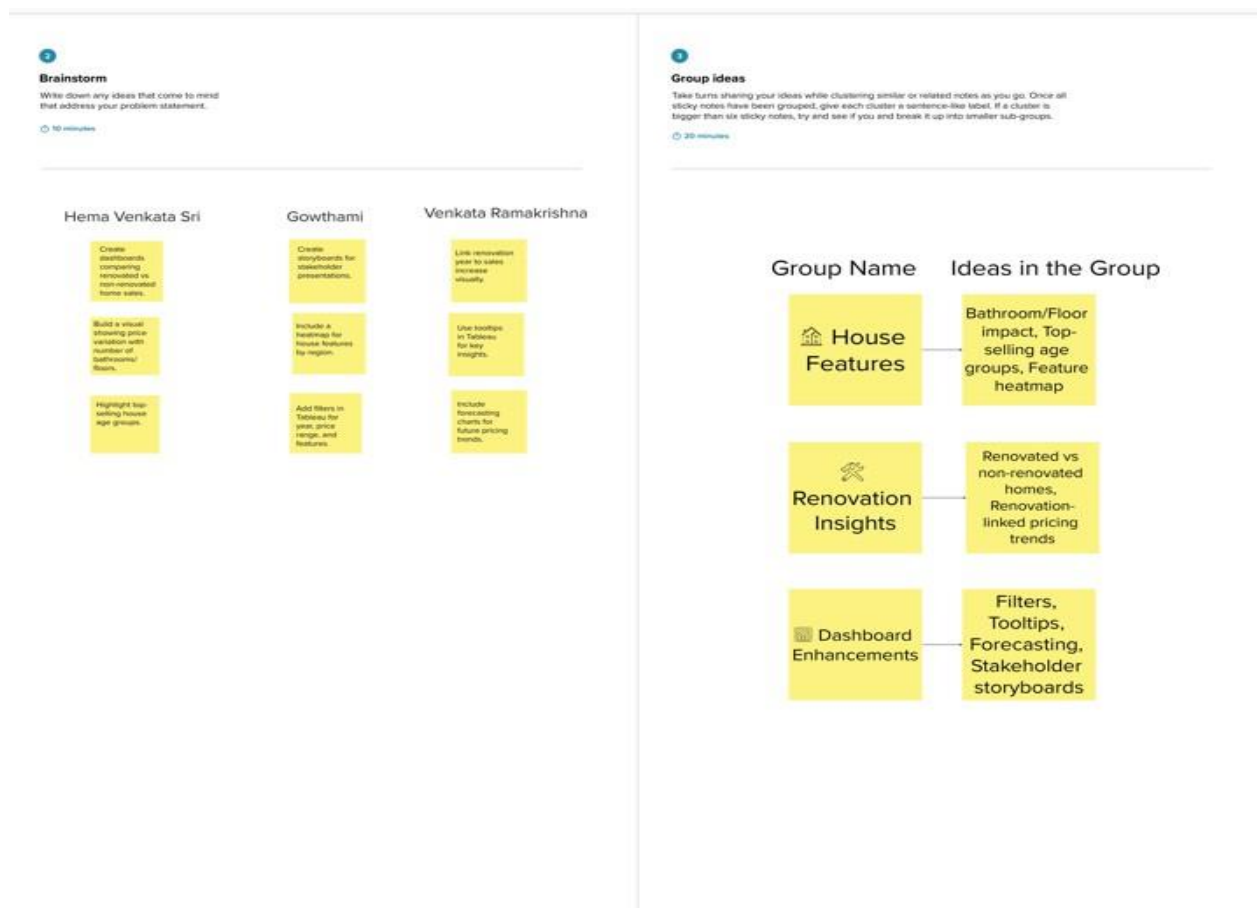 2
Brainstorm
Write down any ideas that come to mind
that address your problem statement.
10 minutes
Hema Venkata Sri
Gowthami
Venkata Ramakrishna
Create
dashboards
comparing
renovated vs
non-renovated
home sales.
Create
storyboards for
stakeholder
presentations.
Link renovation
year to sales
increase
visually.
Build a visual
showing price
variation with
number of
bathrooms/
floors.
Include a
heatmap for
house features
by region.
Use tooltips
in Tableau
for key
insights.
Highlight top-
selling house
age groups.
Add filters in
Tableau for
year, price
range, and
features.
Include
forecasting
charts for
future pricing
trends.
3
Group ideas
Take turns sharing your ideas while clustering similar or related notes as you go. Once all
sticky notes have been grouped, give each cluster a sentence-like label. If a cluster is
bigger than six sticky notes, try and see if you and break it up into smaller sub-groups.
20 minutes
Group Name
Ideas in the Group
House
Features
Bathroom/Floor
impact, Top-
selling age
groups, Feature
heatmap
Renovation
Insights
Renovated vs
non-renovated
homes,
Renovation-
linked pricing
trends
Dashboard
Enhancements
Filters,
Tooltips,
Forecasting,
Stakeholder
storyboards